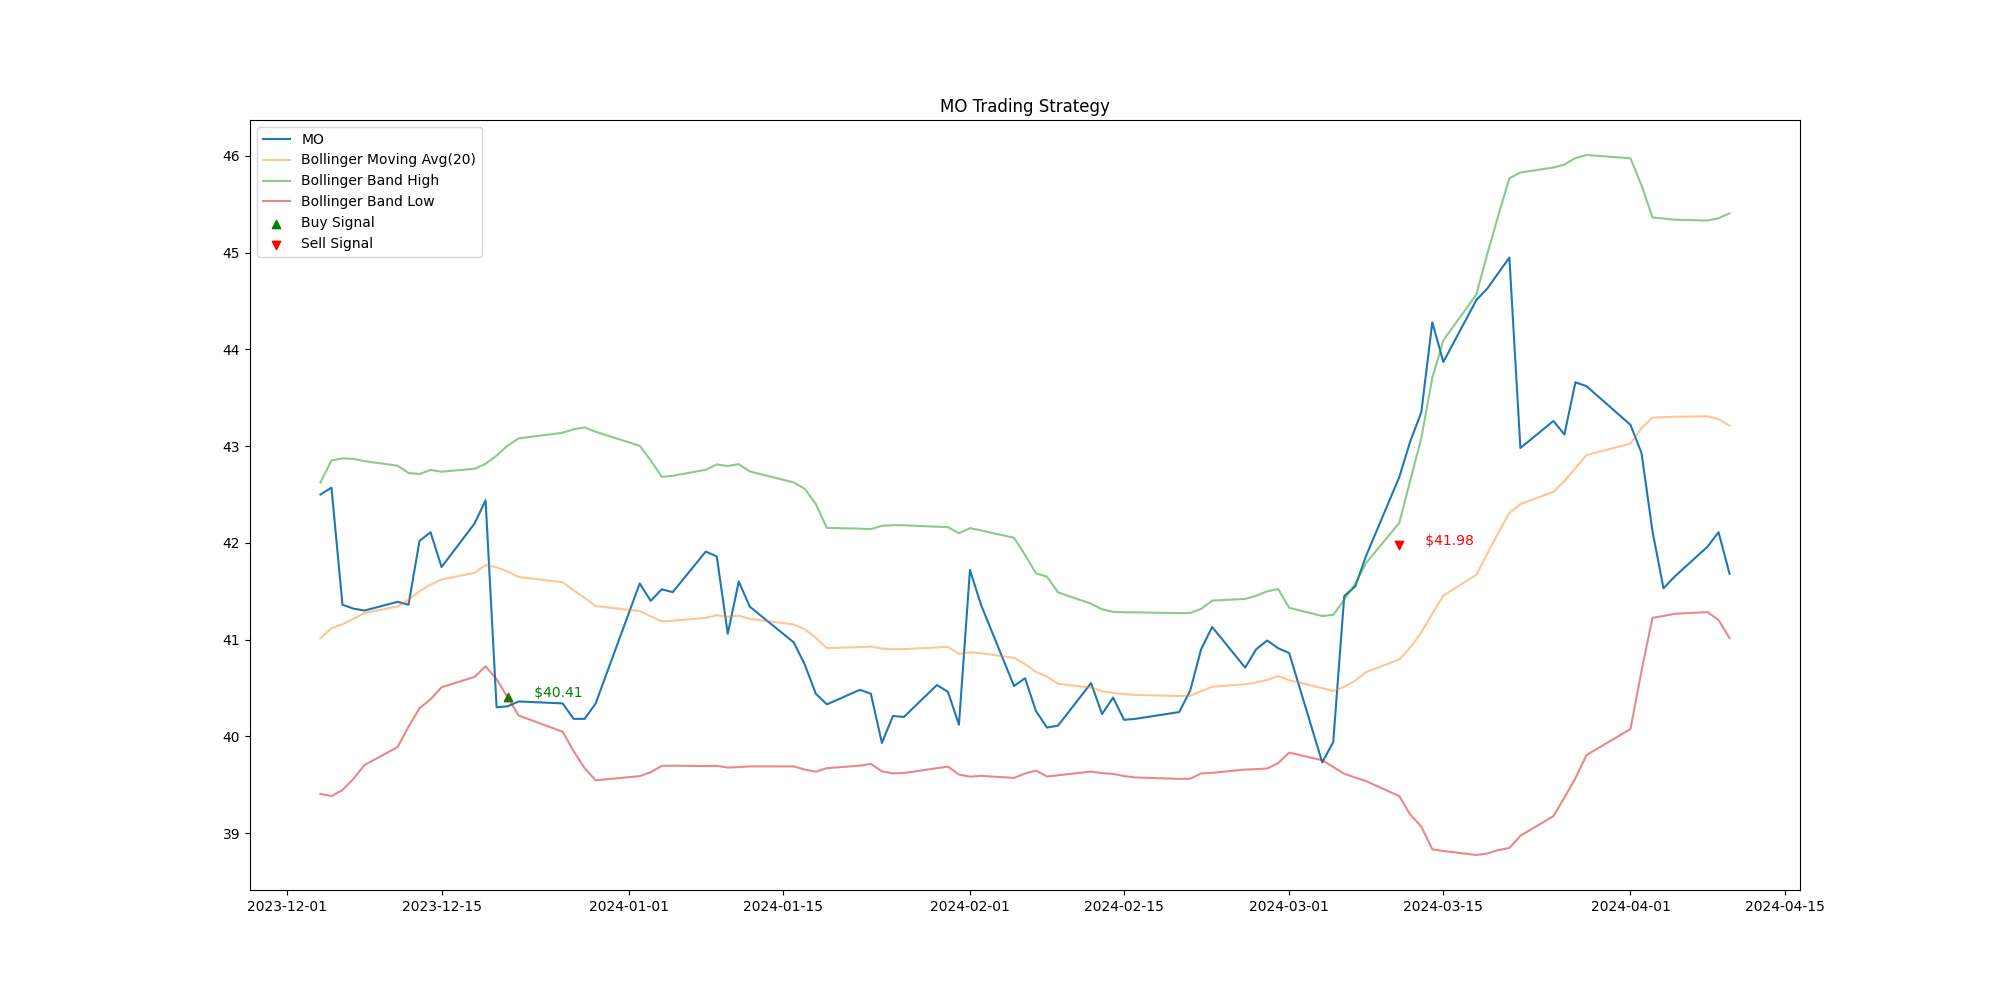 MO Trading Strategy
MO
Bollinger Moving Avg(20)
Bollinger Band High
Bollinger Band Low
Buy Signal
Sell Signal
46
45
44
43
42
41
40
39
$41.98
$40.41
2023-12-01 2023-12-15 2024-01-01 2024-01-15 2024-02-01 2024-02-15 2024-03-01 2024-03-15 2024-04-01 2024-04-15